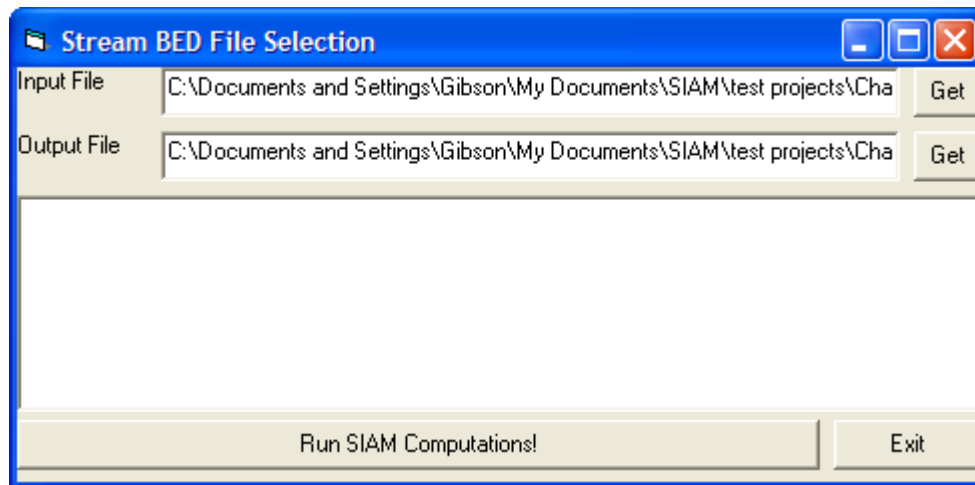 Stream BED File Selection
Input File C:\Documents and Settings\Gibson\My Documents\SIAM\test projects\Cha Get
Output File C:\Documents and Settings\Gibson\My Documents\SIAM\test projects\Cha Get
Run SIAM Computations! Exit